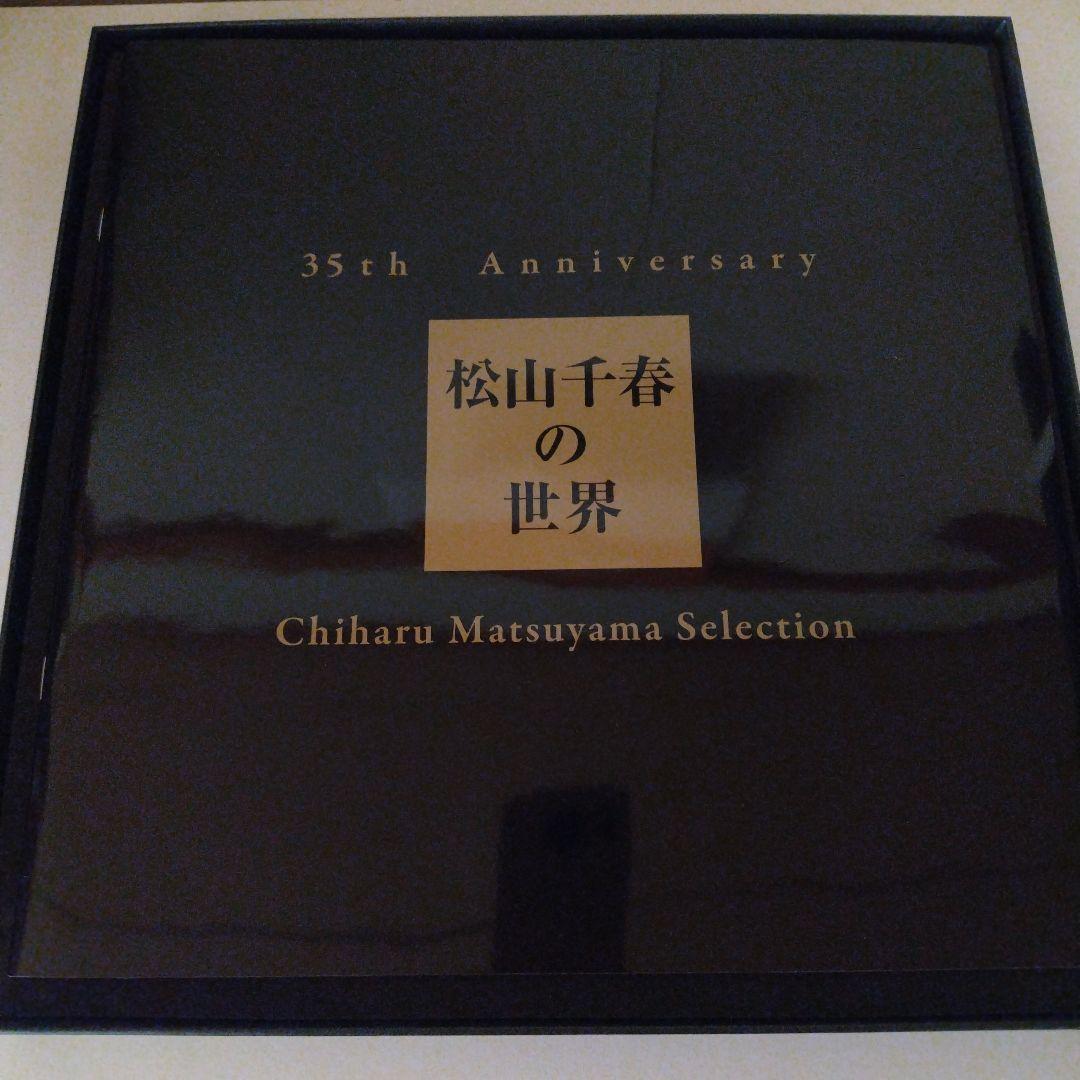 35th Anniversary
松山千春
の
世界
Chiharu Matsuyama Selection